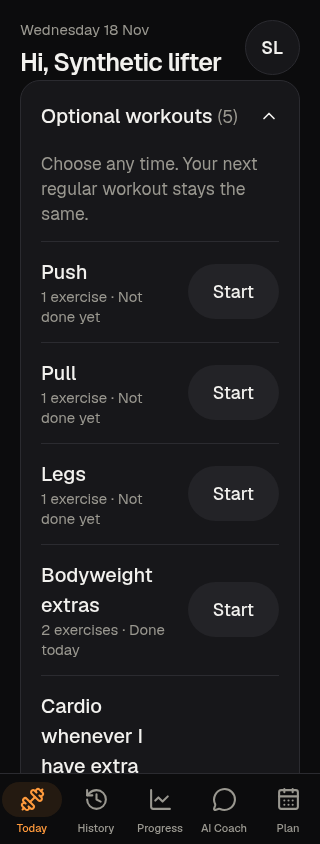 Wednesday 18 Nov
Hi, Synthetic lifter
SL
Optional workouts (5)
Choose any time. Your next
regular workout stays the
same.
Push
1 exercise · Not
done yet
Start
Pull
1 exercise · Not
done yet
Start
Legs
1 exercise · Not
done yet
Start
Bodyweight
extras
2 exercises · Done
today
Start
Cardio
whenever I
have extra
Today
History
Progress
AI Coach
Plan